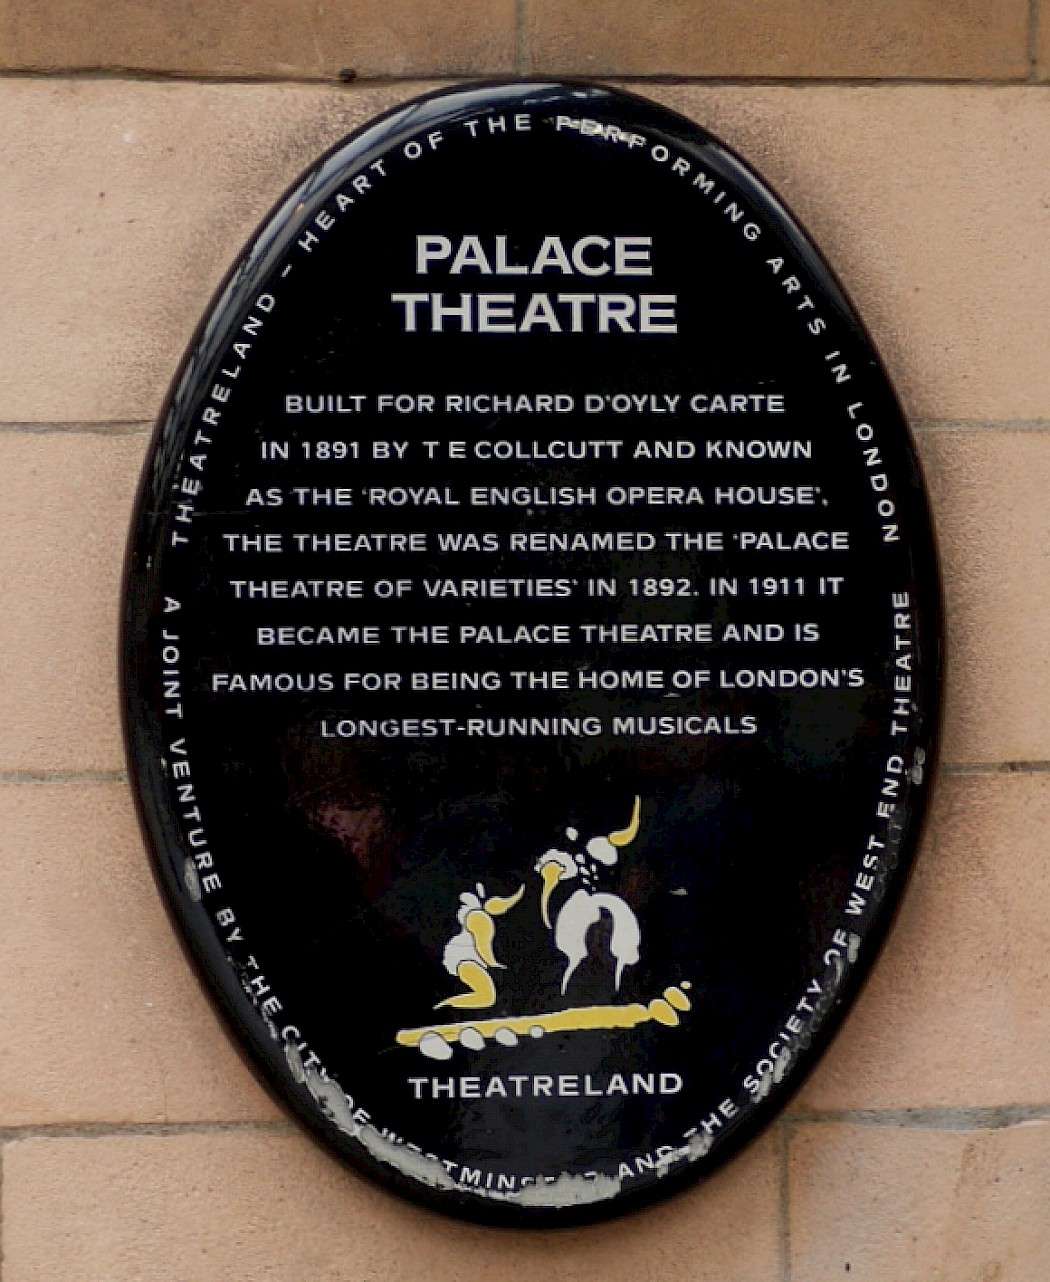 THEATRELAND – HEART OF THE PERFORMING ARTS IN LONDON
PALACE
THEATRE
BUILT FOR RICHARD D'OYLY CARTE
IN 1891 BY T E COLLCUTT AND KNOWN
AS THE 'ROYAL ENGLISH OPERA HOUSE',
THE THEATRE WAS RENAMED THE 'PALACE
THEATRE OF VARIETIES' IN 1892. IN 1911 IT
BECAME THE PALACE THEATRE AND IS
FAMOUS FOR BEING THE HOME OF LONDON'S
LONGEST-RUNNING MUSICALS
THEATRELAND
A JOINT VENTURE BY THE CITY OF WESTMINSTER AND THE SOCIETY OF WEST END THEATRE